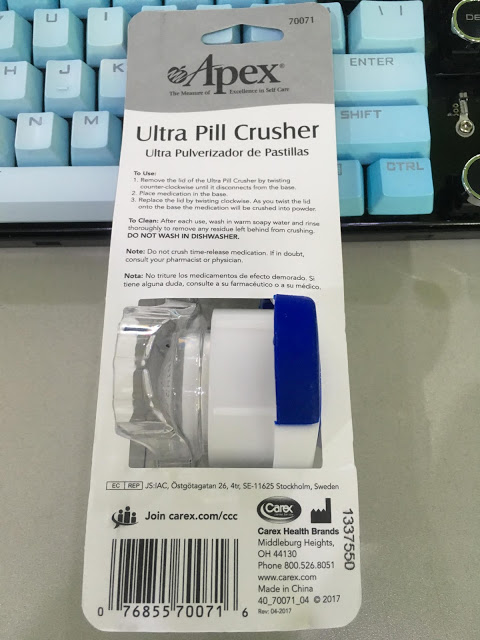 70071
Apex®
The Measure of Excellence in Self Care
Ultra Pill Crusher
Ultra Pulverizador de Pastillas
To Use:
1. Remove the lid of the Ultra Pill Crusher by twisting
counter-clockwise until it disconnects from the base.
2. Place medication in the base.
3. Replace the lid by twisting clockwise. As you twist the lid
onto the base the medication will be crushed into powder.
To Clean: After each use, wash in warm soapy water and rinse
thoroughly to remove any residue left behind from crushing.
DO NOT WASH IN DISHWASHER.
Note: Do not crush time-release medication. If in doubt,
consult your pharmacist or physician.
Nota: No triture los medicamentos de efecto demorado. Si
tiene alguna duda, consulte a su farmacéutico o a su médico.
EC REP JS:IAC, Östgötagatan 26, 4tr, SE-11625 Stockholm, Sweden
Join carex.com/ccc
Carex
Carex Health Brands
Middleburg Heights,
OH 44130
Phone 800.526.8051
www.carex.com
Made in China
40_70071_04 © 2017
Rev: 04-2017
1337550
0 76855 70071 6
U I
H J K
N M
ENTER
SHIFT
CTRL
DE